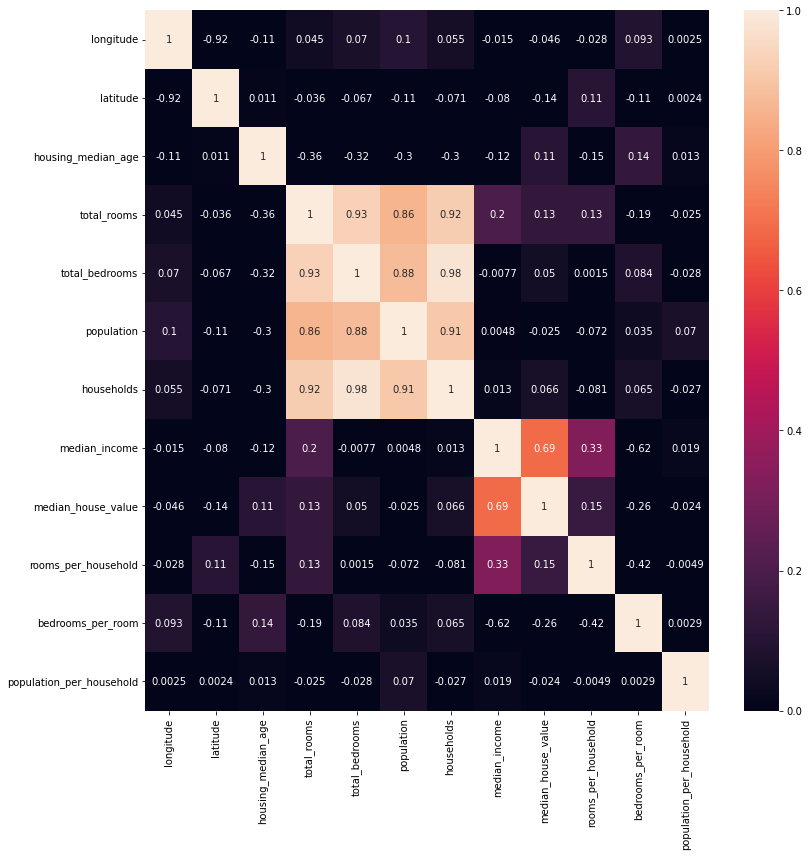 longitude 1 -0.92 -0.11 0.045 0.07 0.1 0.055 -0.015 -0.046 -0.028 0.093 0.0025
latitude -0.92 1 0.011 -0.036 -0.067 -0.11 -0.071 -0.08 -0.14 0.11 -0.11 0.0024
housing_median_age -0.11 0.011 1 -0.36 -0.32 -0.3 -0.3 -0.12 0.11 -0.15 0.14 0.013
total_rooms 0.045 -0.036 -0.36 1 0.93 0.86 0.92 0.2 0.13 0.13 -0.19 -0.025
total_bedrooms 0.07 -0.067 -0.32 0.93 1 0.88 0.98 -0.0077 0.05 0.0015 0.084 -0.028
population 0.1 -0.11 -0.3 0.86 0.88 1 0.91 0.0048 -0.025 -0.072 0.035 0.07
households 0.055 -0.071 -0.3 0.92 0.98 0.91 1 0.013 0.066 -0.081 0.065 -0.027
median_income -0.015 -0.08 -0.12 0.2 -0.0077 0.0048 0.013 1 0.69 0.33 -0.62 0.019
median_house_value -0.046 -0.14 0.11 0.13 0.05 -0.025 0.066 0.69 1 0.15 -0.26 -0.024
rooms_per_household -0.028 0.11 -0.15 0.13 0.0015 -0.072 -0.081 0.33 0.15 1 -0.42 -0.0049
bedrooms_per_room 0.093 -0.11 0.14 -0.19 0.084 0.035 0.065 -0.62 -0.26 -0.42 1 0.0029
population_per_household 0.0025 0.0024 0.013 -0.025 -0.028 0.07 -0.027 0.019 -0.024 -0.0049 0.0029 1
longitude
latitude
housing_median_age
total_rooms
total_bedrooms
population
households
median_income
median_house_value
rooms_per_household
bedrooms_per_room
population_per_household
1.0
0.8
0.6
0.4
0.2
0.0